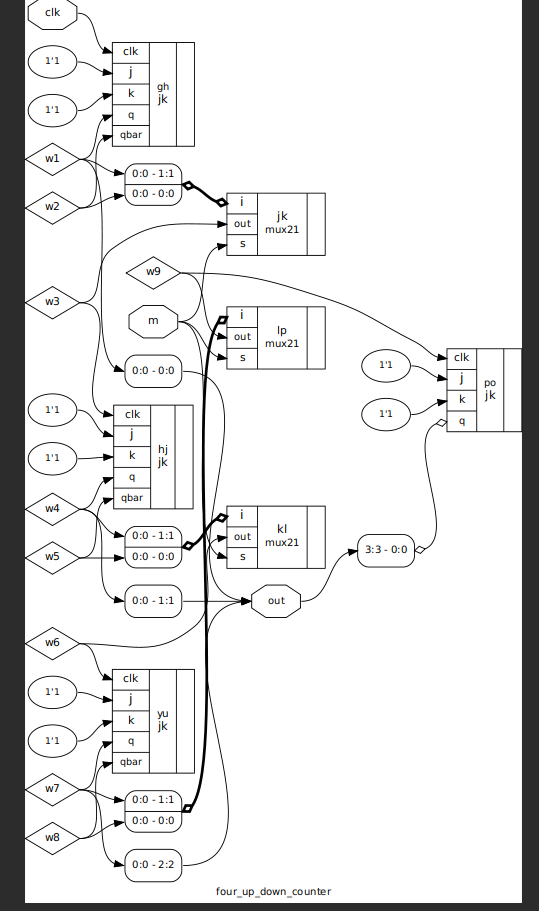 clk
1'1
1'1
clk
j
k
q
qbar
gh
jk
w1
w2
0:0 - 1:1
0:0 - 0:0
i
out
s
jk
mux21
w9
w3
m
i
out
s
lp
mux21
0:0 - 0:0
1'1
1'1
clk
j
k
q
po
jk
1'1
1'1
clk
j
k
q
qbar
hj
jk
w4
w5
0:0 - 1:1
0:0 - 0:0
i
out
s
kl
mux21
3:3 - 0:0
0:0 - 1:1
out
w6
1'1
1'1
clk
j
k
q
qbar
yu
jk
w7
w8
0:0 - 1:1
0:0 - 0:0
0:0 - 2:2
four_up_down_counter